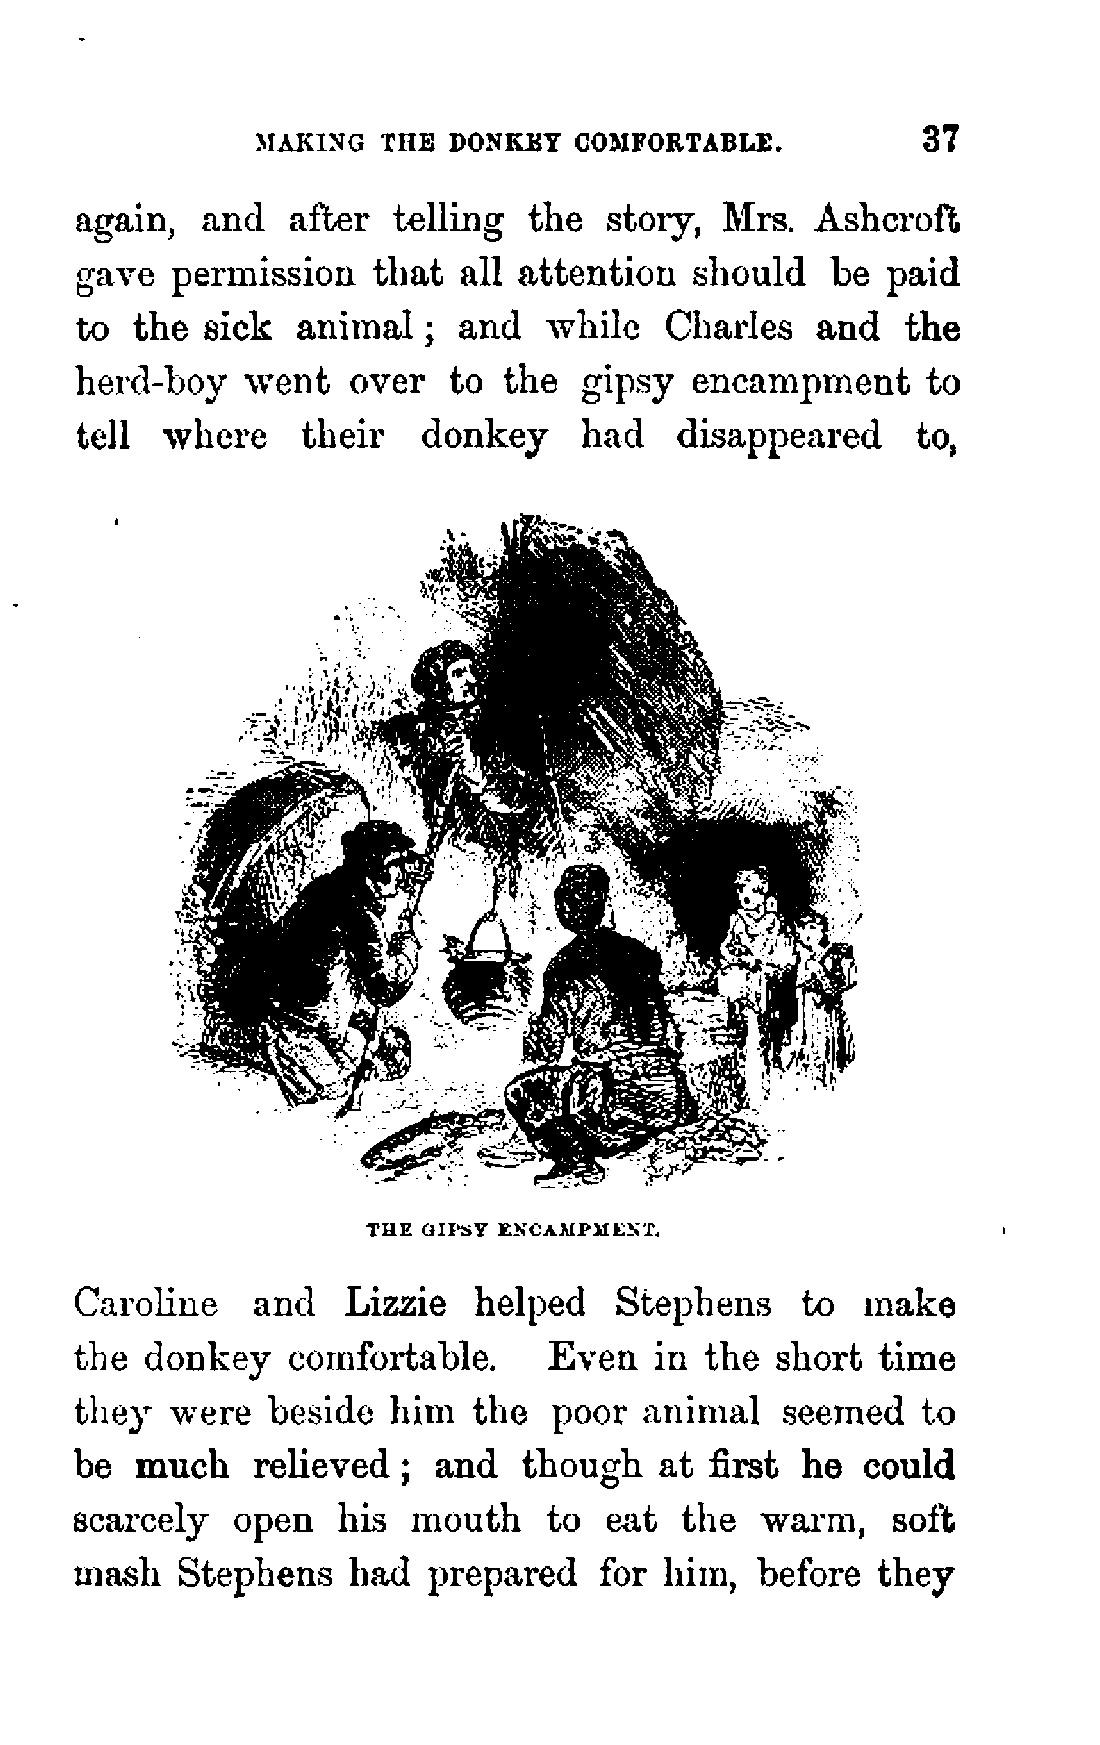 MAKING THE DONKEY COMFORTABLE. 37
again, and after telling the story, Mrs. Ashcroft
gave permission that all attention should be paid
to the sick animal ; and while Charles and the
herd-boy went over to the gipsy encampment to
tell where their donkey had disappeared to,
THE GIPSY ENCAMPMENT.
Caroline and Lizzie helped Stephens to make
the donkey comfortable. Even in the short time
they were beside him the poor animal seemed to
be much relieved ; and though at first he could
scarcely open his mouth to eat the warm, soft
mash Stephens had prepared for him, before they